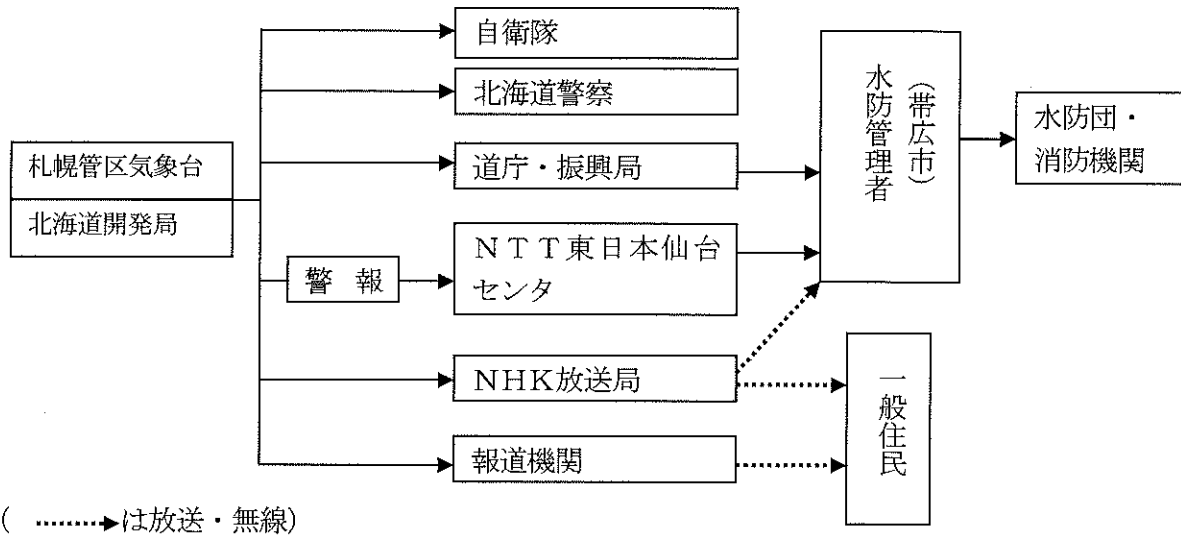 自衛隊
北海道警察
札幌管区気象台
北海道開発局
道庁・振興局
警 報
NTT東日本仙台
センタ
NHK放送局
報道機関
水防管理者
(帯広市)
水防団・
消防機関
一般住民
( は放送・無線)